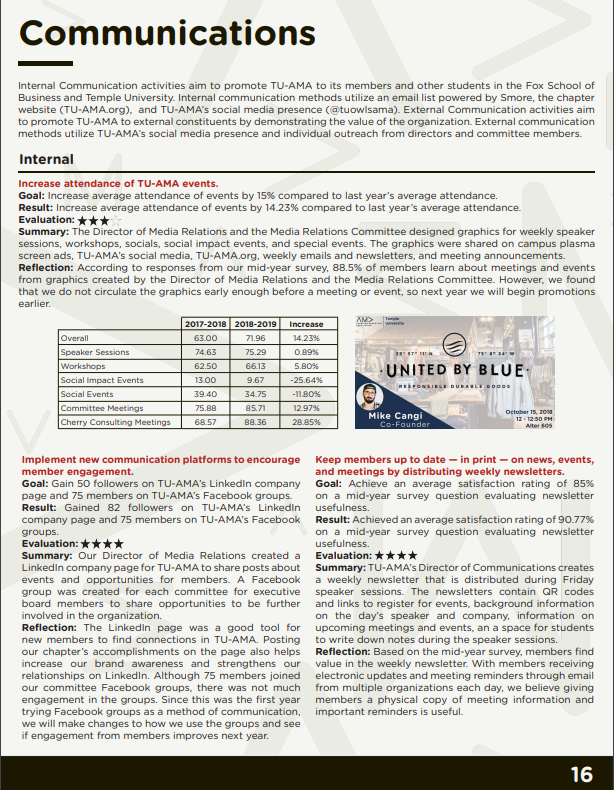 Communications
Internal Communication activities aim to promote TU-AMA to its members and other students in the Fox School of
Business and Temple University. Internal communication methods utilize an email list powered by Smore, the chapter
website (TU-AMA.org), and TU-AMA's social media presence (@tuowlsama). External Communication activities aim
to promote TU-AMA to external constituents by demonstrating the value of the organization. External communication
methods utilize TU-AMA's social media presence and individual outreach from directors and committee members.
Internal
Increase attendance of TU-AMA events.
Goal: Increase average attendance of events by 15% compared to last year's average attendance.
Result: Increase average attendance of events by 14.23% compared to last year's average attendance.
Evaluation: ★★★☆
Summary: The Director of Media Relations and the Media Relations Committee designed graphics for weekly speaker
sessions, workshops, socials, social impact events, and special events. The graphics were shared on campus plasma
screen ads, TU-AMA's social media, TU-AMA.org, weekly emails and newsletters, and meeting announcements.
Reflection: According to responses from our mid-year survey, 88.5% of members learn about meetings and events
from graphics created by the Director of Media Relations and the Media Relations Committee. However, we found
that we do not circulate the graphics early enough before a meeting or event, so next year we will begin promotions
earlier.
2017-2018 2018-2019 Increase
Overall 63.00 71.96 14.23%
Speaker Sessions 74.63 75.29 0.89%
Workshops 62.50 66.13 5.80%
Social Impact Events 13.00 9.67 -25.64%
Social Events 39.40 34.75 -11.80%
Committee Meetings 75.88 85.71 12.97%
Cherry Consulting Meetings 68.57 88.36 28.85%
Temple
University
39° 57' 11" N 75° 9' 34" W
·UNITED BY BLUE·
RESPONSIBLE DURABLE GOODS
Mike Cangi
Co-Founder
October 15, 2018
12 - 12:50 PM
Alter 605
Implement new communication platforms to encourage
member engagement.
Goal: Gain 50 followers on TU-AMA's LinkedIn company
page and 75 members on TU-AMA's Facebook groups.
Result: Gained 82 followers on TU-AMA's LinkedIn
company page and 75 members on TU-AMA's Facebook
groups.
Evaluation: ★★★★
Summary: Our Director of Media Relations created a
LinkedIn company page for TU-AMA to share posts about
events and opportunities for members. A Facebook
group was created for each committee for executive
board members to share opportunities to be further
involved in the organization.
Reflection: The LinkedIn page was a good tool for
new members to find connections in TU-AMA. Posting
our chapter's accomplishments on the page also helps
increase our brand awareness and strengthens our
relationships on LinkedIn. Although 75 members joined
our committee Facebook groups, there was not much
engagement in the groups. Since this was the first year
trying Facebook groups as a method of communication,
we will make changes to how we use the groups and see
if engagement from members improves next year.
Keep members up to date — in print — on news, events,
and meetings by distributing weekly newsletters.
Goal: Achieve an average satisfaction rating of 85%
on a mid-year survey question evaluating newsletter
usefulness.
Result: Achieved an average satisfaction rating of 90.77%
on a mid-year survey question evaluating newsletter
usefulness.
Evaluation: ★★★★
Summary: TU-AMA's Director of Communications creates
a weekly newsletter that is distributed during Friday
speaker sessions. The newsletters contain QR codes
and links to register for events, background information
on the day's speaker and company, information on
upcoming meetings and events, an a space for students
to write down notes during the speaker sessions.
Reflection: Based on the mid-year survey, members find
value in the weekly newsletter. With members receiving
electronic updates and meeting reminders through email
from multiple organizations each day, we believe giving
members a physical copy of meeting information and
important reminders is useful.
16